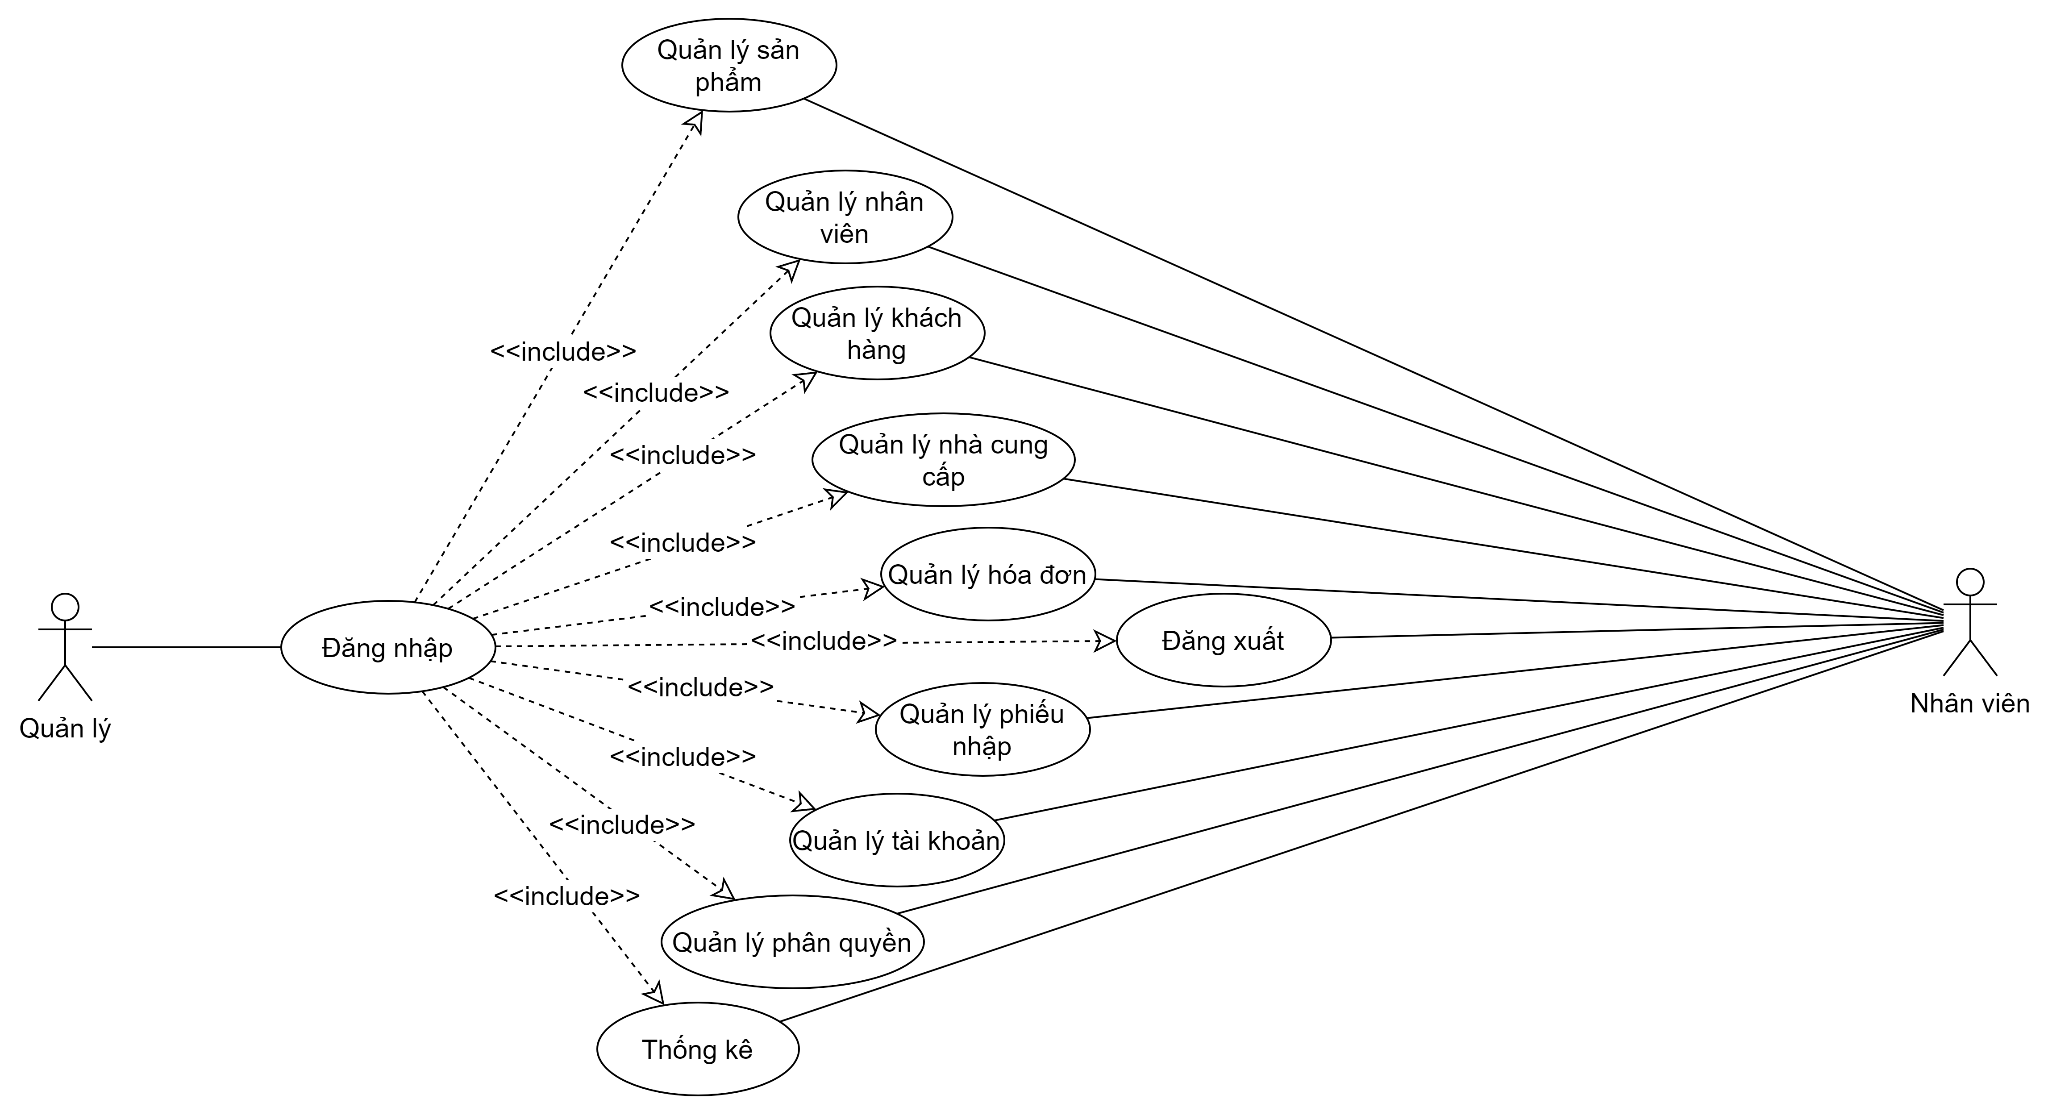 Quản lý sản
phẩm
Quản lý nhân
viên
Quản lý khách
hàng
<<include>>
<<include>>
<<include>>
Quản lý nhà cung
cấp
<<include>>
Quản lý hóa đơn
<<include>>
<<include>>
Đăng xuất
Đăng nhập
<<include>>
Quản lý phiếu
nhập
Quản lý
Nhân viên
<<include>>
Quản lý tài khoản
<<include>>
<<include>>
Quản lý phân quyền
Thống kê